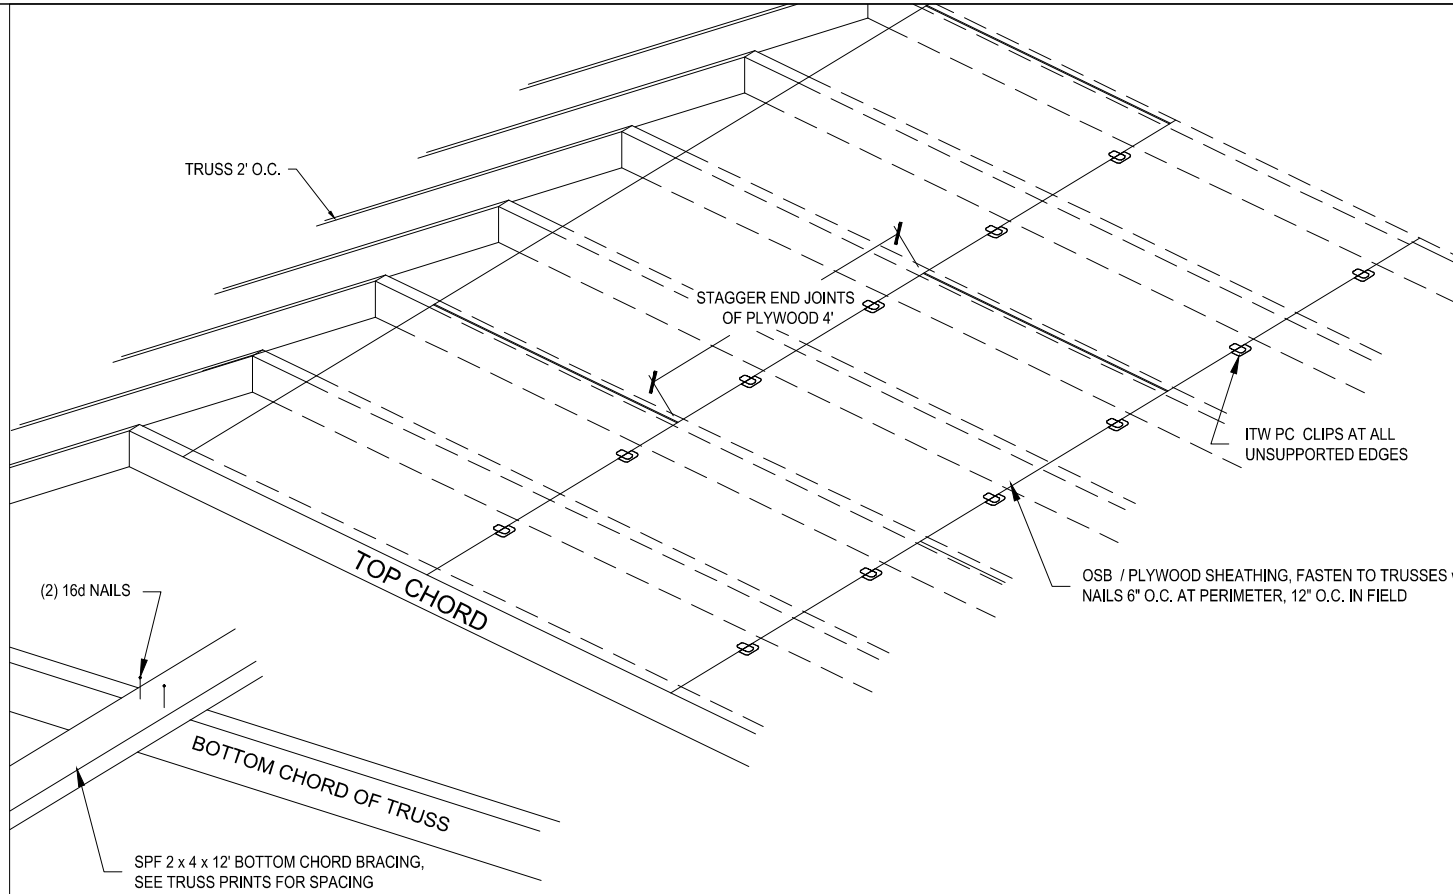 TRUSS 2' O.C.
STAGGER END JOINTS
OF PLYWOOD 4'
ITW PC CLIPS AT ALL
UNSUPPORTED EDGES
OSB / PLYWOOD SHEATHING, FASTEN TO TRUSSES
NAILS 6" O.C. AT PERIMETER, 12" O.C. IN FIELD
TOP CHORD
(2) 16d NAILS
BOTTOM CHORD OF TRUSS
SPF 2 x 4 x 12' BOTTOM CHORD BRACING,
SEE TRUSS PRINTS FOR SPACING